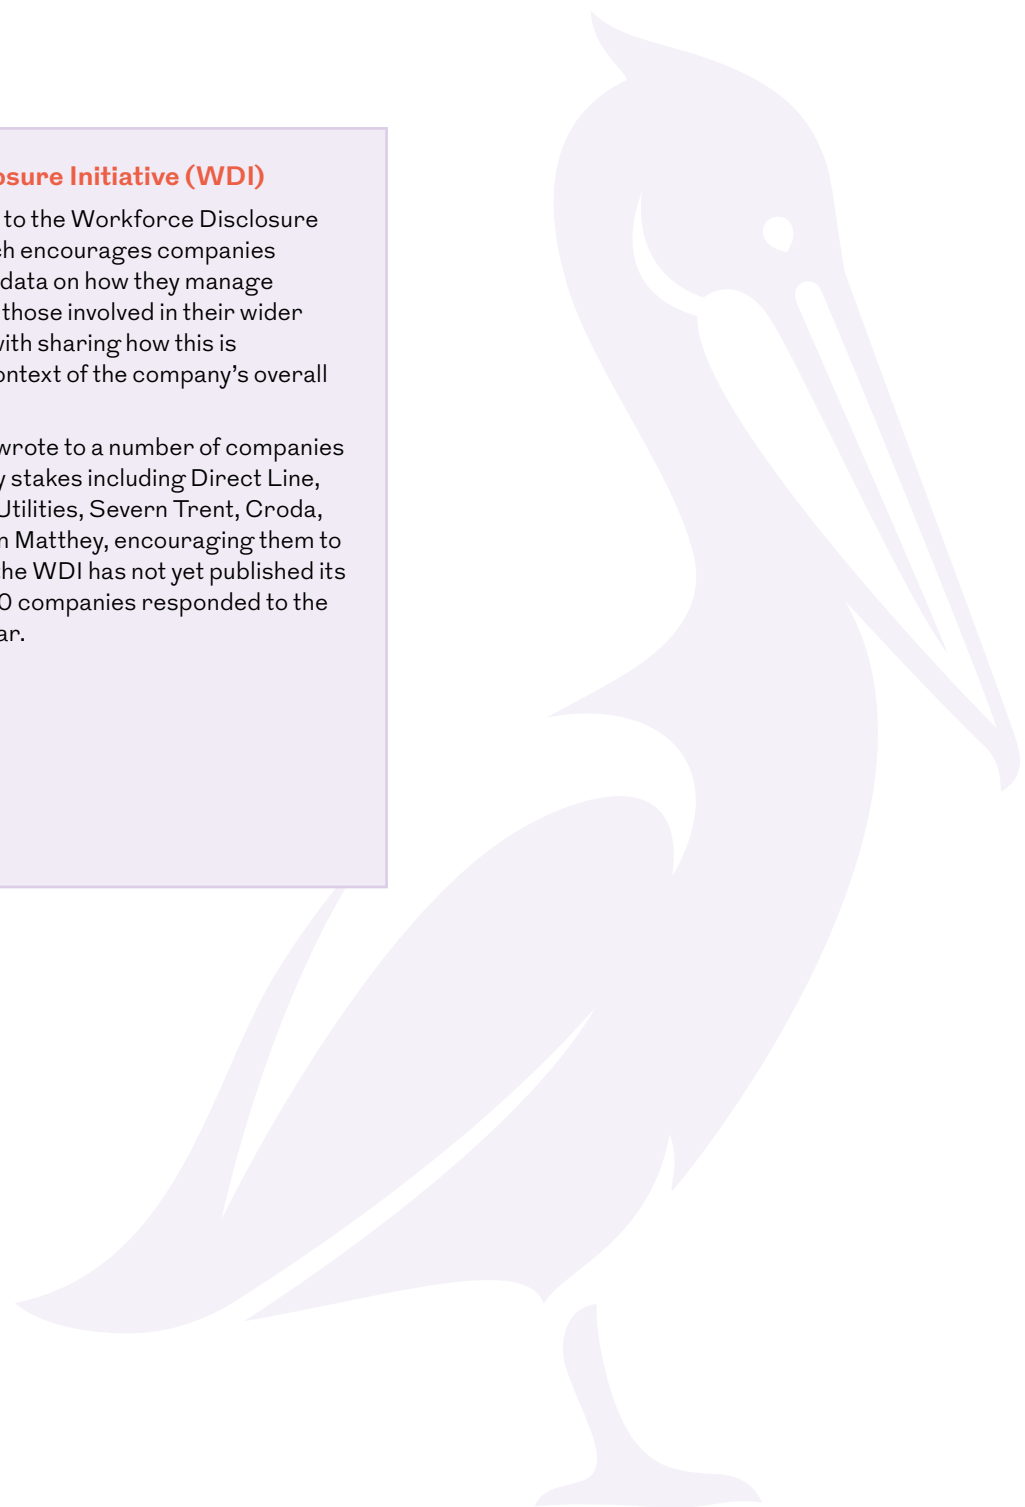 osure Initiative (WDI)
to the Workforce Disclosure
ch encourages companies
data on how they manage
those involved in their wider
with sharing how this is
ontext of the company’s overall
wrote to a number of companies
y stakes including Direct Line,
Utilities, Severn Trent, Croda,
n Matthey, encouraging them to
the WDI has not yet published its
0 companies responded to the
ar.